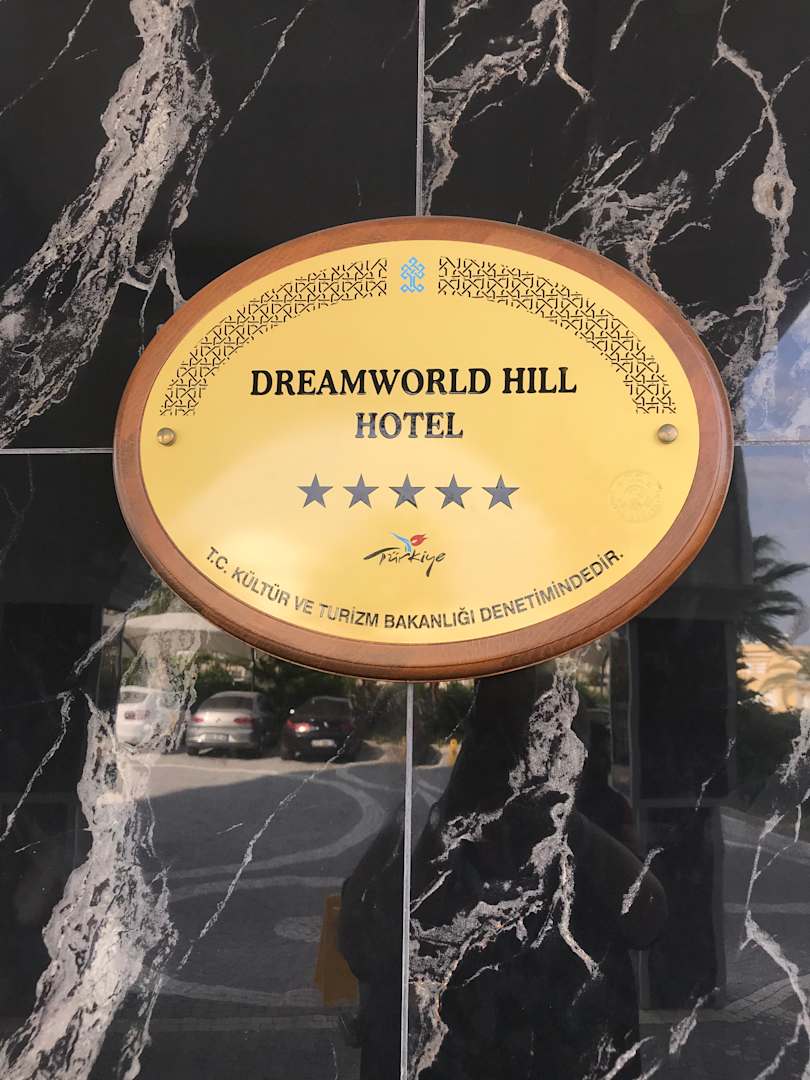 DREAMWORLD HILL
HOTEL
Türkiye
T.C. KÜLTÜR VE TURİZM BAKANLIĞI DENETİMİNDEDİR.